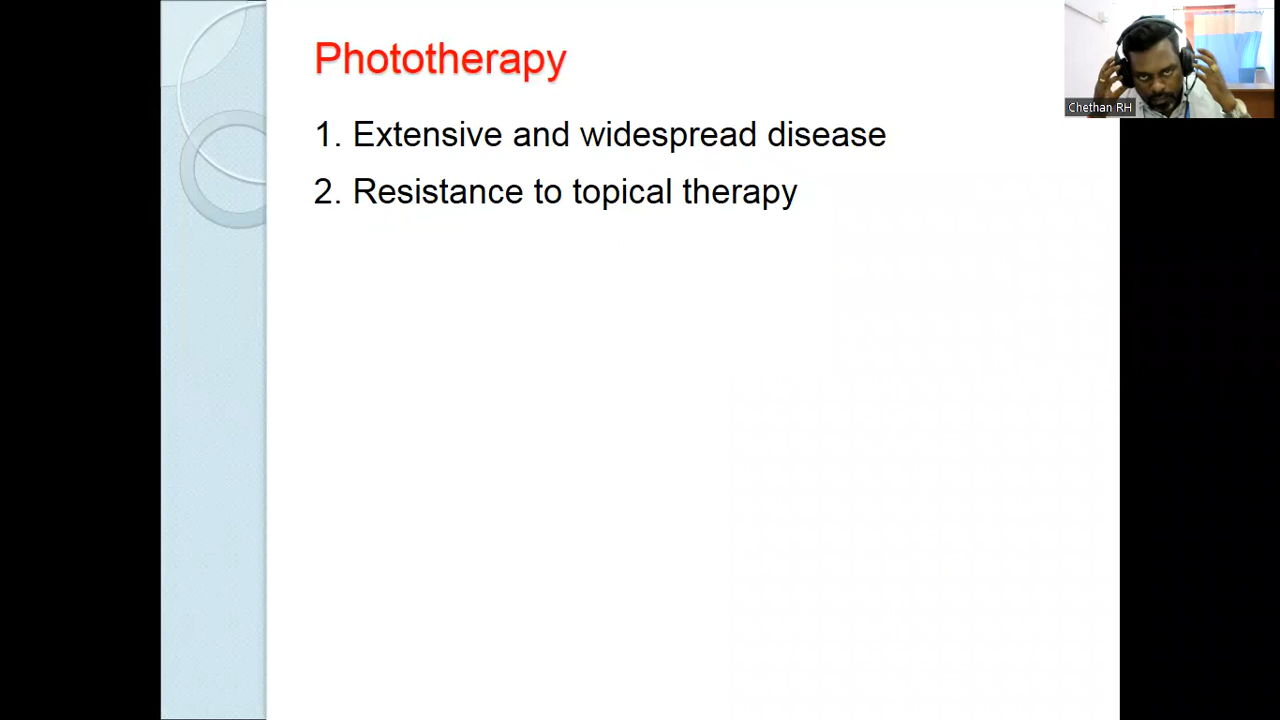 Phototherapy
1. Extensive and widespread disease
2. Resistance to topical therapy
Chethan RH